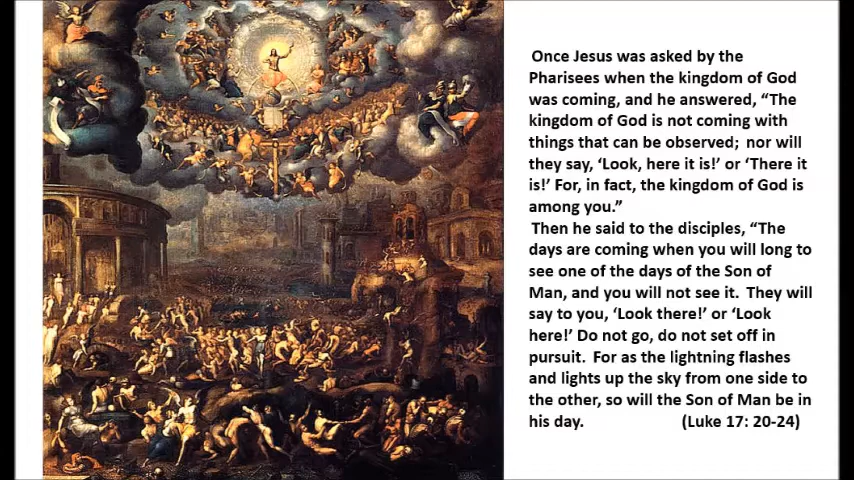 Once Jesus was asked by the
Pharisees when the kingdom of God
was coming, and he answered, “The
kingdom of God is not coming with
things that can be observed;  nor will
they say, ‘Look, here it is!’ or ‘There it
is!’ For, in fact, the kingdom of God is
among you.”
Then he said to the disciples, “The
days are coming when you will long to
see one of the days of the Son of
Man, and you will not see it.  They will
say to you, ‘Look there!’ or ‘Look
here!’ Do not go, do not set off in
pursuit.  For as the lightning flashes
and lights up the sky from one side to
the other, so will the Son of Man be in
his day. (Luke 17: 20-24)